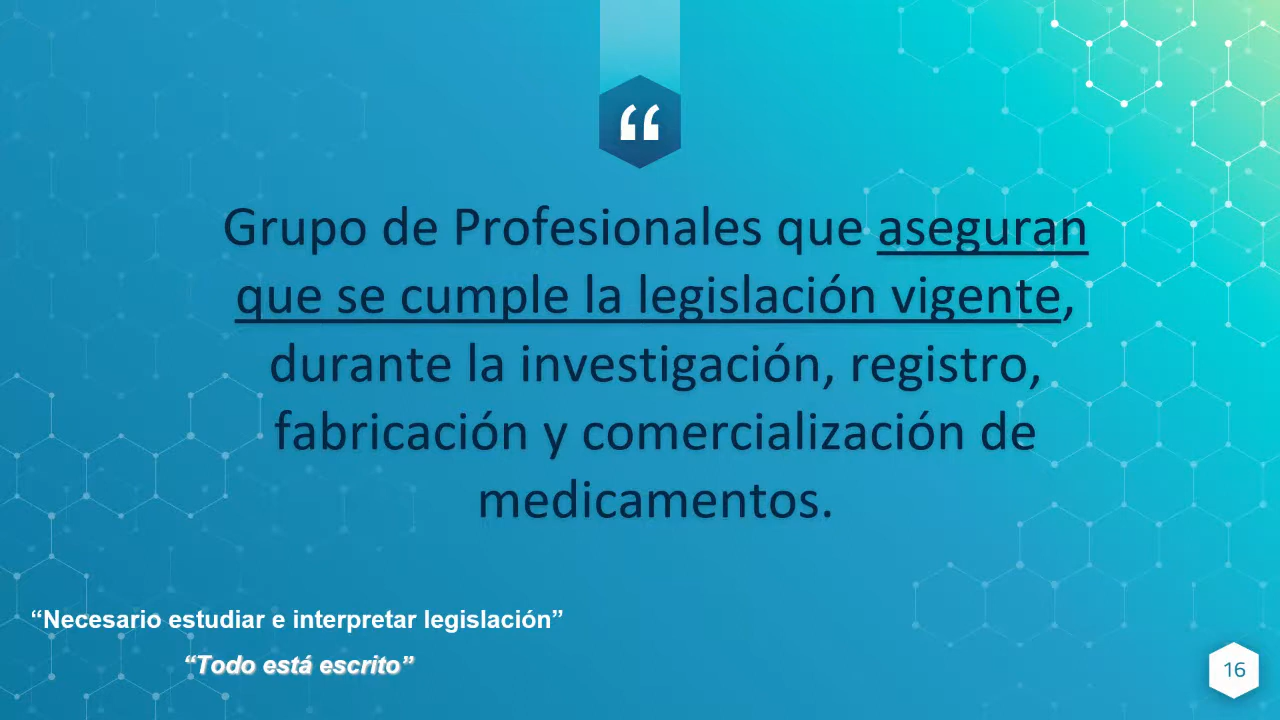 “
Grupo de Profesionales que aseguran
que se cumple la legislación vigente,
durante la investigación, registro,
fabricación y comercialización de
medicamentos.
“Necesario estudiar e interpretar legislación”
“Todo está escrito”
16